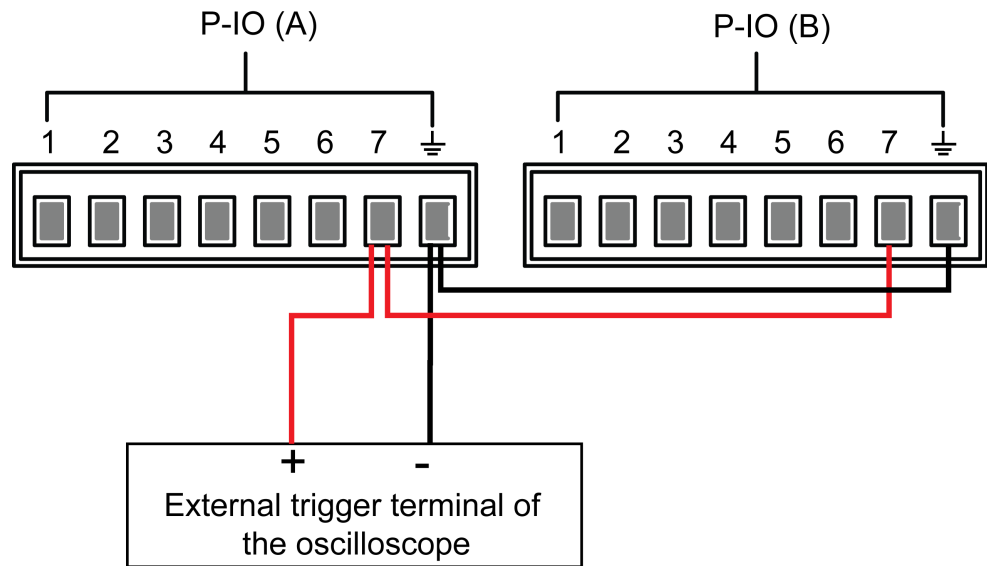 P-IO (A) P-IO (B)
1 2 3 4 5 6 7 1 2 3 4 5 6 7
+ -
External trigger terminal of
the oscilloscope